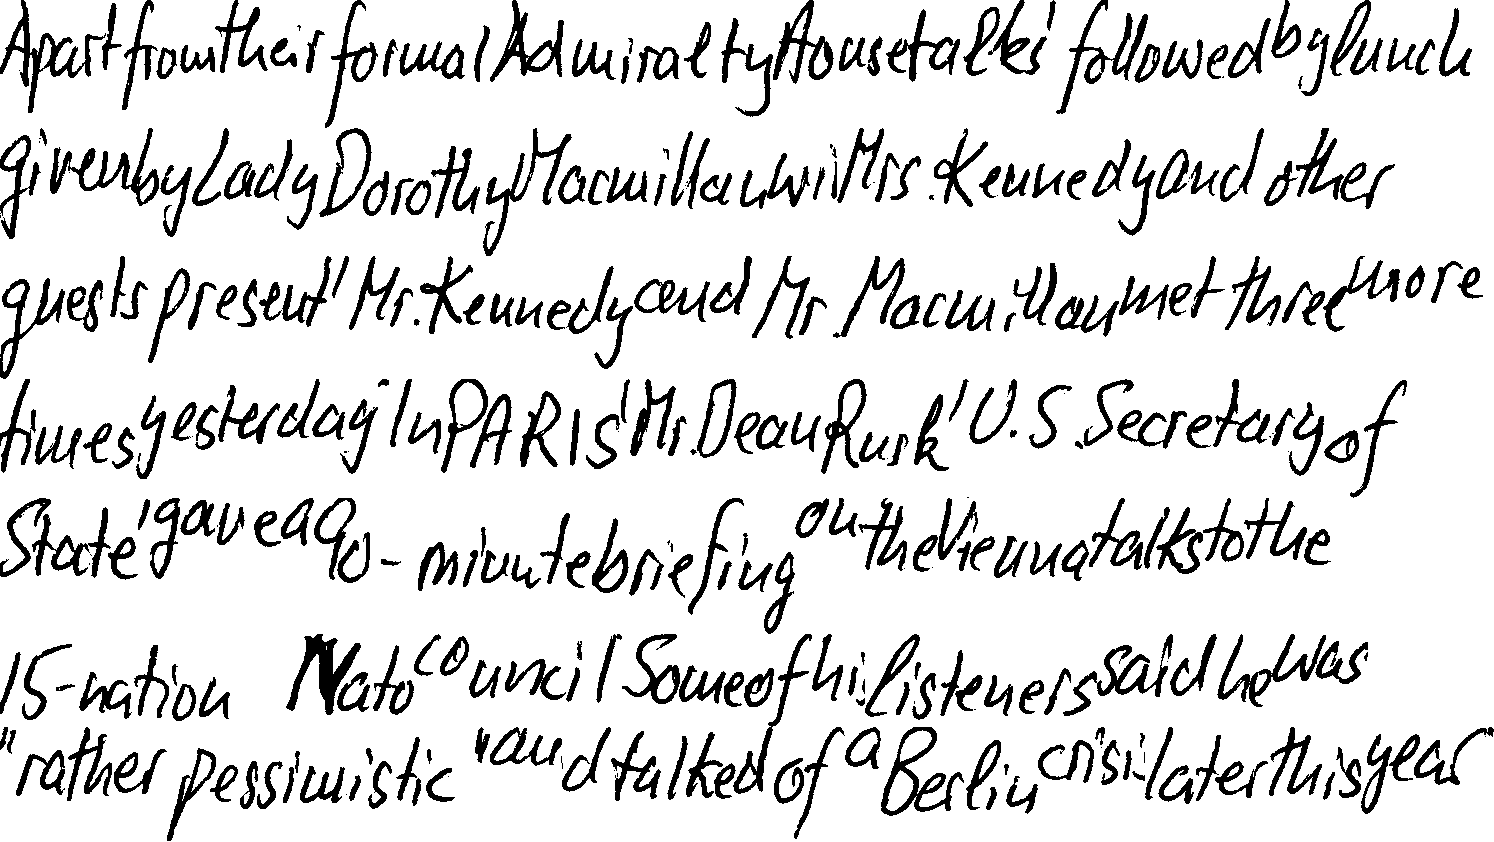 Apart from their formal Admiralty House talks' followed by lunch
given by Lady Dorothy Macmillan wi Mrs. Kennedy and other
guests present' Mr. Kennedy and Mr. Macmillan met three more
times yesterday In PARIS' Mr. Dean Rusk' U.S. Secretary of
State' gave a 90-minute briefing on the Vienna talks to the
15-nation Nato council Some of his listeners said he was
"rather pessimistic "and talked of a Berlin crisis later this year"